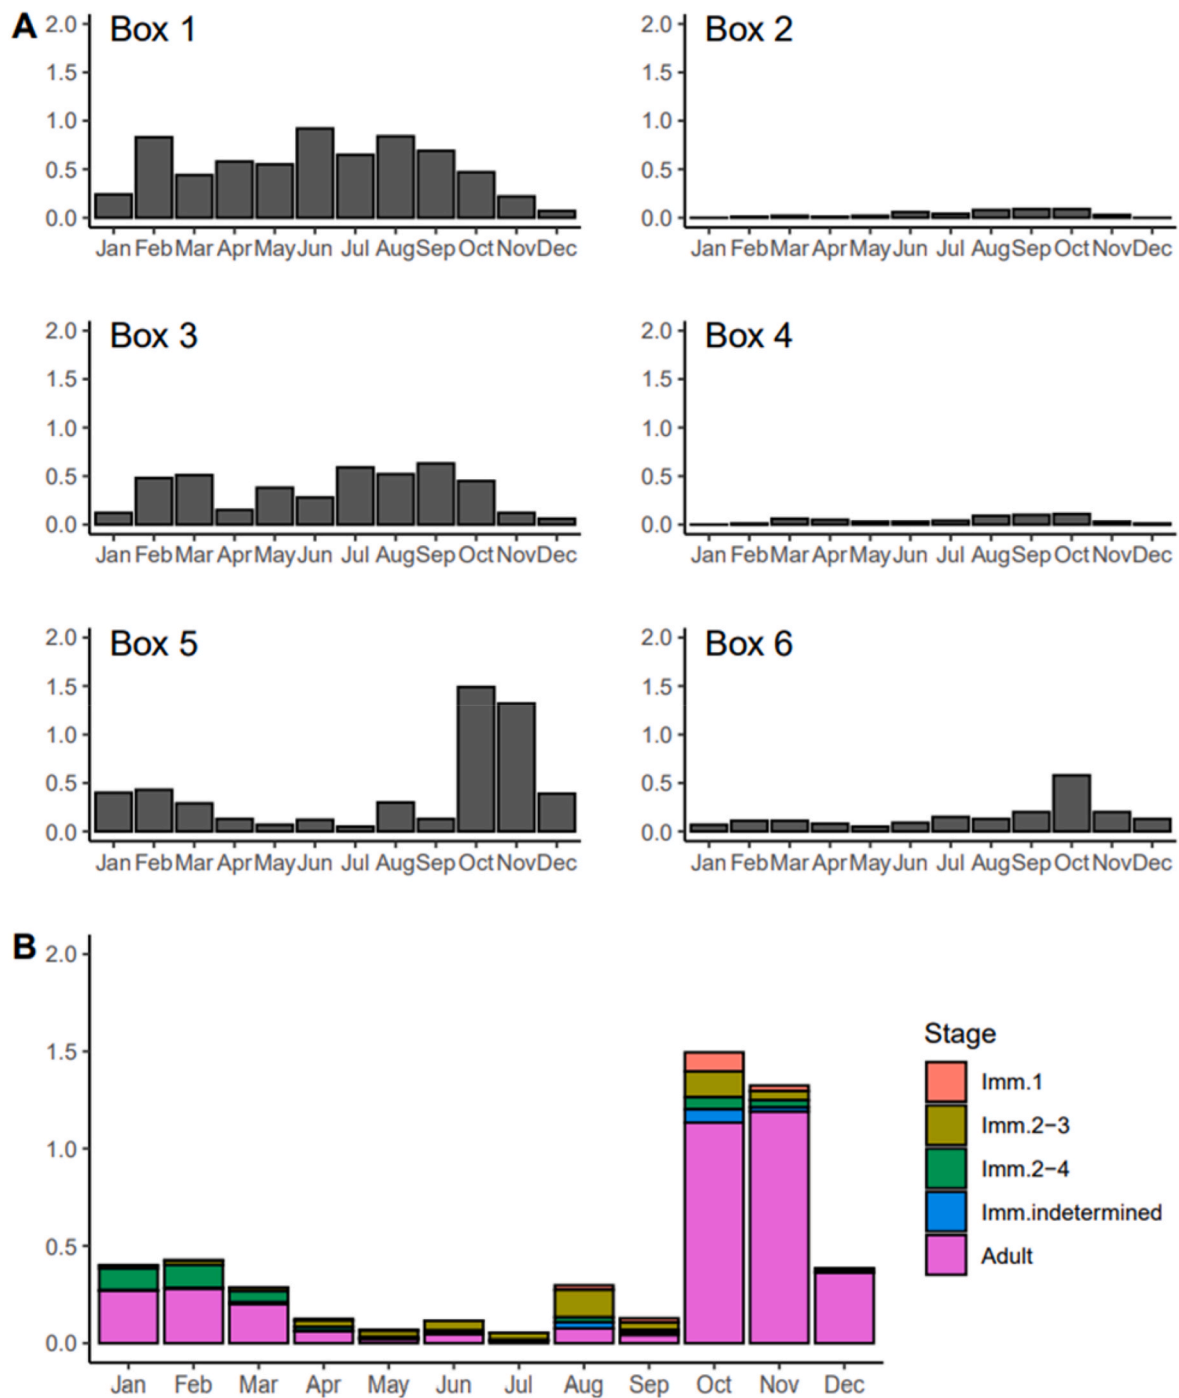 A
2.0
Box 1
1.5
1.0
0.5
0.0
Jan Feb Mar Apr May Jun Jul Aug Sep Oct Nov Dec
2.0
Box 2
1.5
1.0
0.5
0.0
Jan Feb Mar Apr May Jun Jul Aug Sep Oct Nov Dec
2.0
Box 3
1.5
1.0
0.5
0.0
Jan Feb Mar Apr May Jun Jul Aug Sep Oct Nov Dec
2.0
Box 4
1.5
1.0
0.5
0.0
Jan Feb Mar Apr May Jun Jul Aug Sep Oct Nov Dec
2.0
Box 5
1.5
1.0
0.5
0.0
Jan Feb Mar Apr May Jun Jul Aug Sep Oct Nov Dec
2.0
Box 6
1.5
1.0
0.5
0.0
Jan Feb Mar Apr May Jun Jul Aug Sep Oct Nov Dec
B
2.0
1.5
1.0
0.5
0.0
Jan Feb Mar Apr May Jun Jul Aug Sep Oct Nov Dec
Stage
Imm.1
Imm.2−3
Imm.2−4
Imm.indetermined
Adult